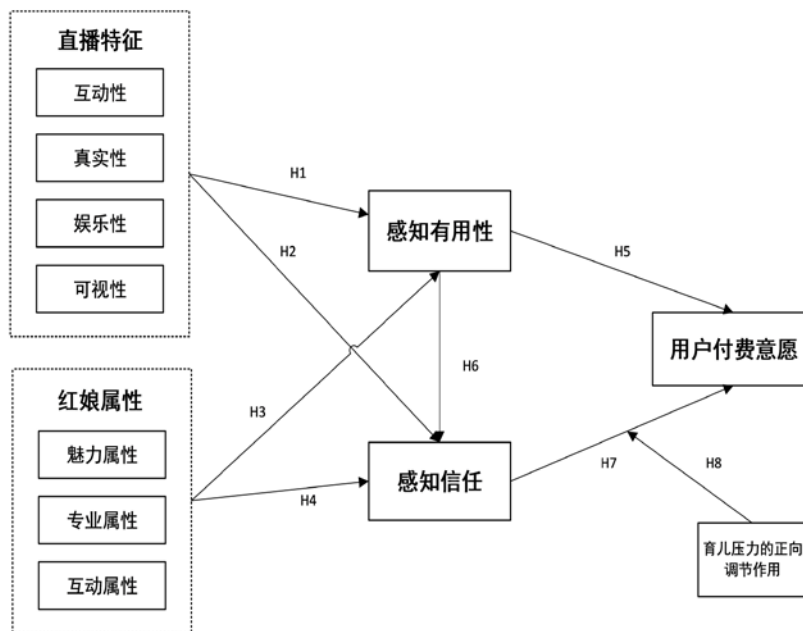 直播特征
互动性
真实性
娱乐性
可视性
H1
H2
感知有用性
H5
用户付费意愿
红娘属性
魅力属性
专业属性
互动属性
H3
H6
H4
感知信任
H7
H8
育儿压力的正向
调节作用